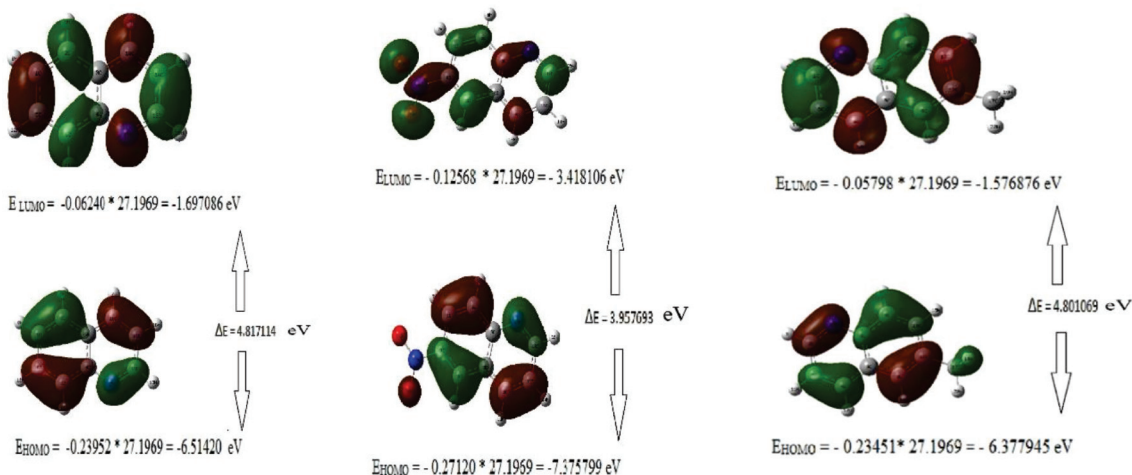 E LUMO = -0.06240 * 27.1969 = -1.697086 eV
ELUMO = - 0.12568 * 27.1969 = - 3.418106 eV
ELUMO = - 0.05798 * 27.1969 = -1.576876 eV
ΔE = 4.817114 eV
ΔE = 3.957693 eV
ΔE = 4.801069 eV
EHOMO = -0.23952 * 27.1969 = -6.51420 eV
EHOMO = - 0.27120 * 27.1969 = -7.375799 eV
EHOMO = - 0.23451* 27.1969 = - 6.377945 eV